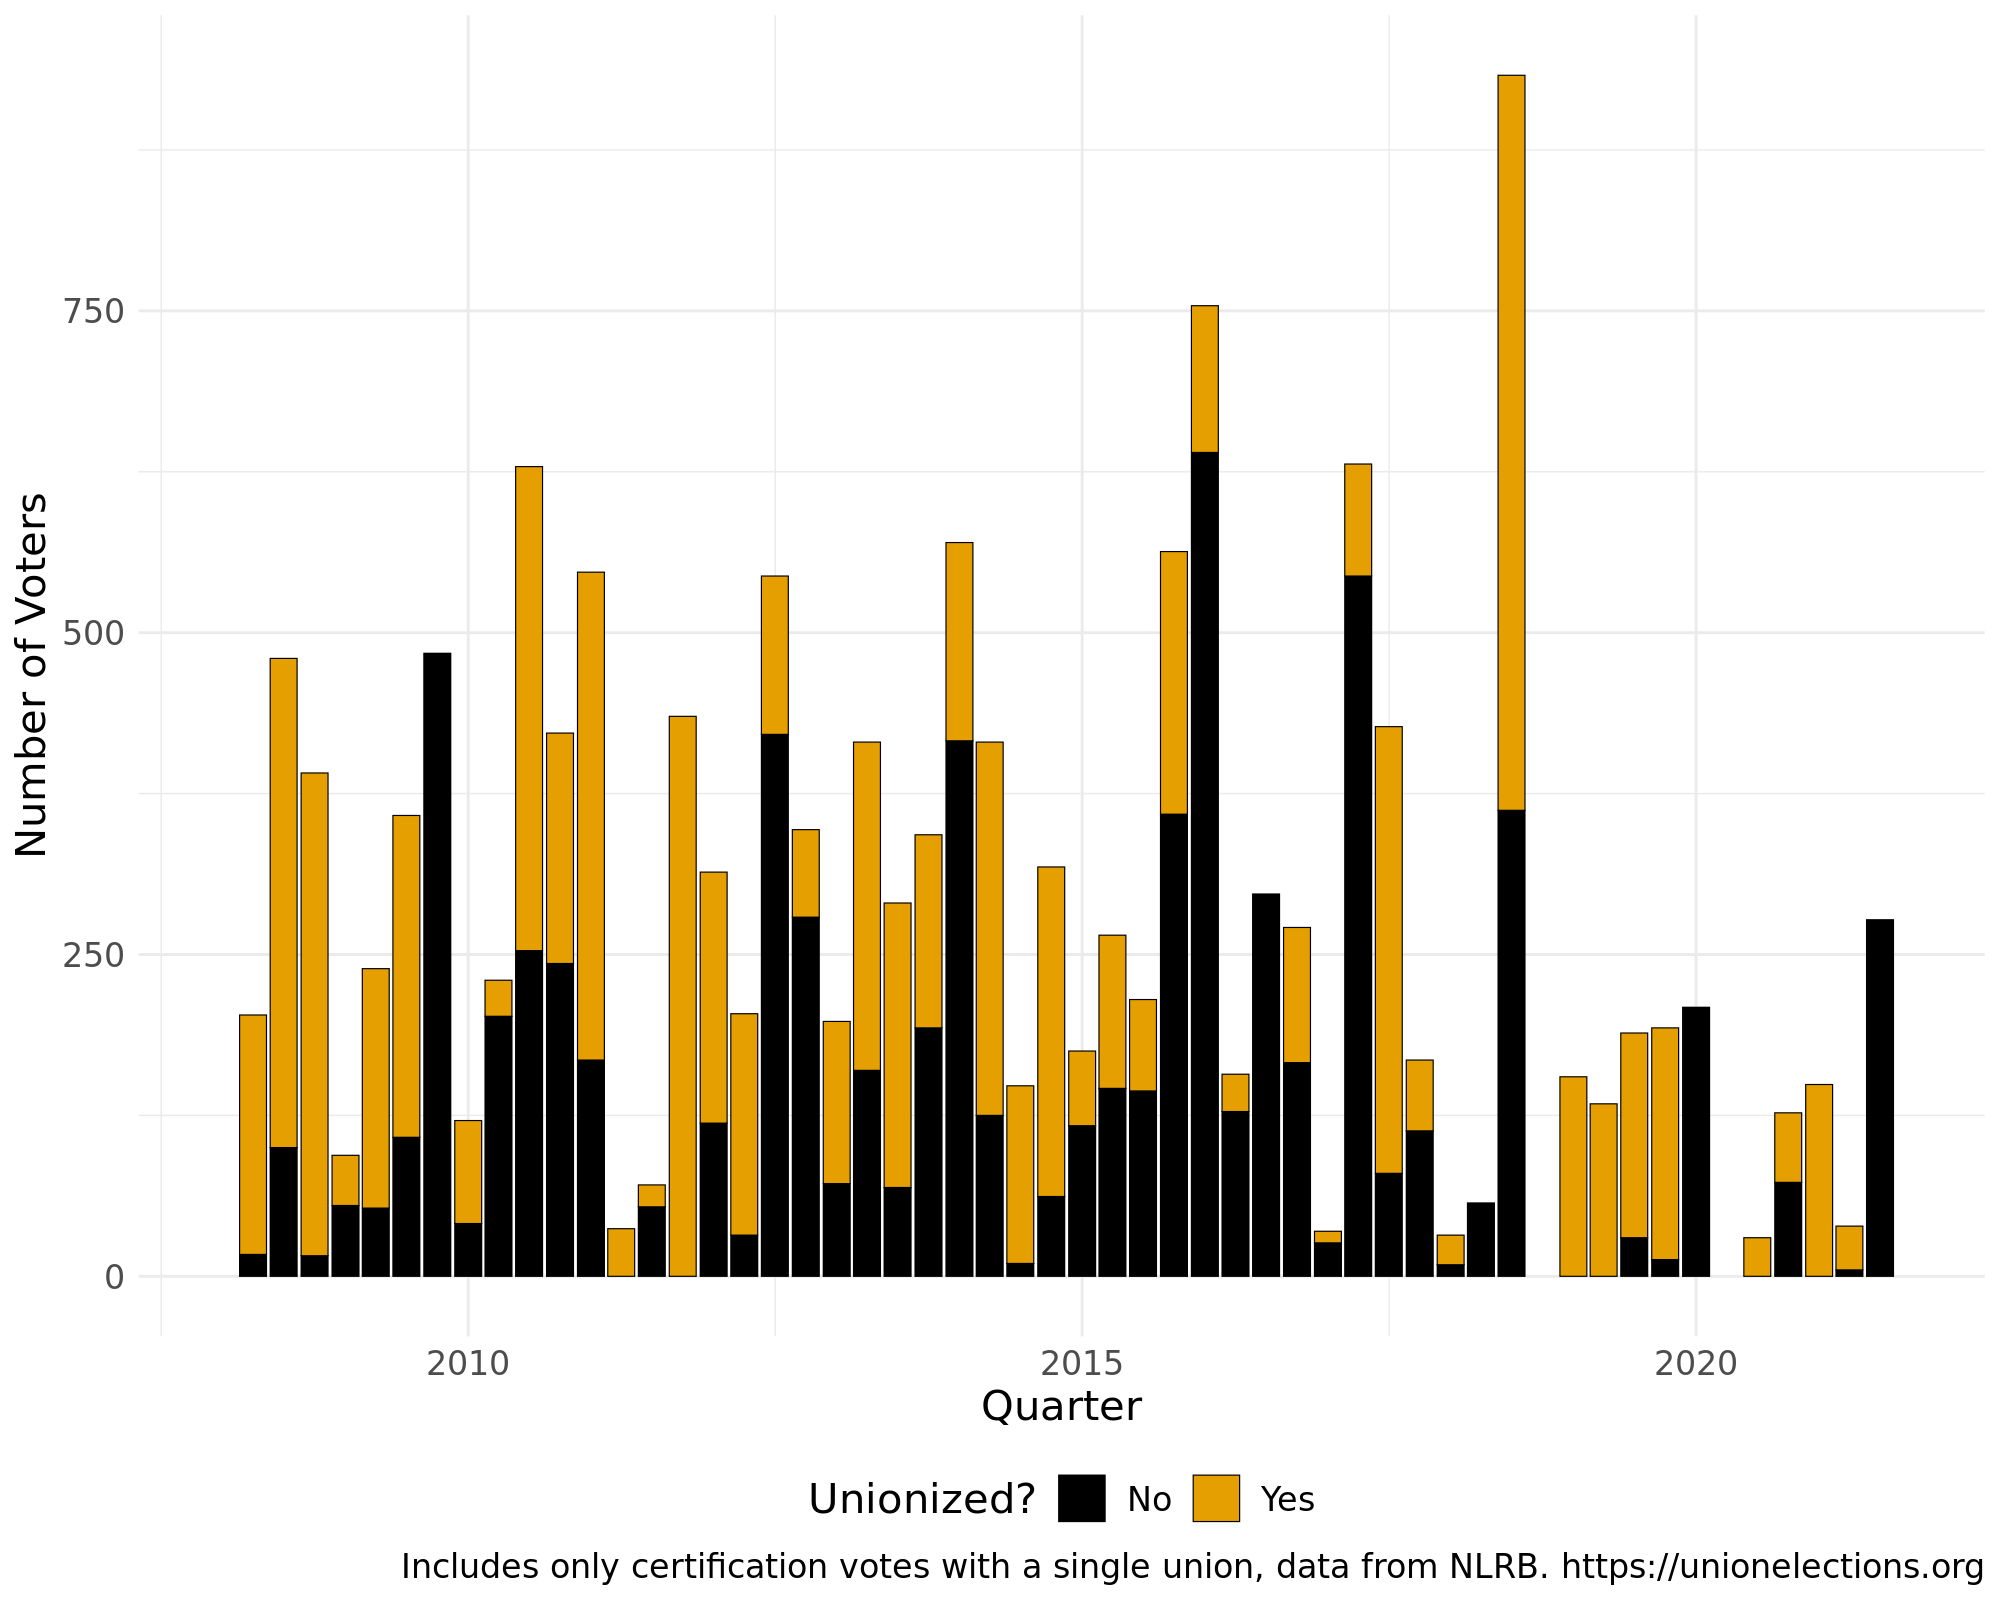 Number of Voters
750
500
250
0
2010 2015 2020
Quarter
Unionized? No Yes
Includes only certification votes with a single union, data from NLRB. https://unionelections.org